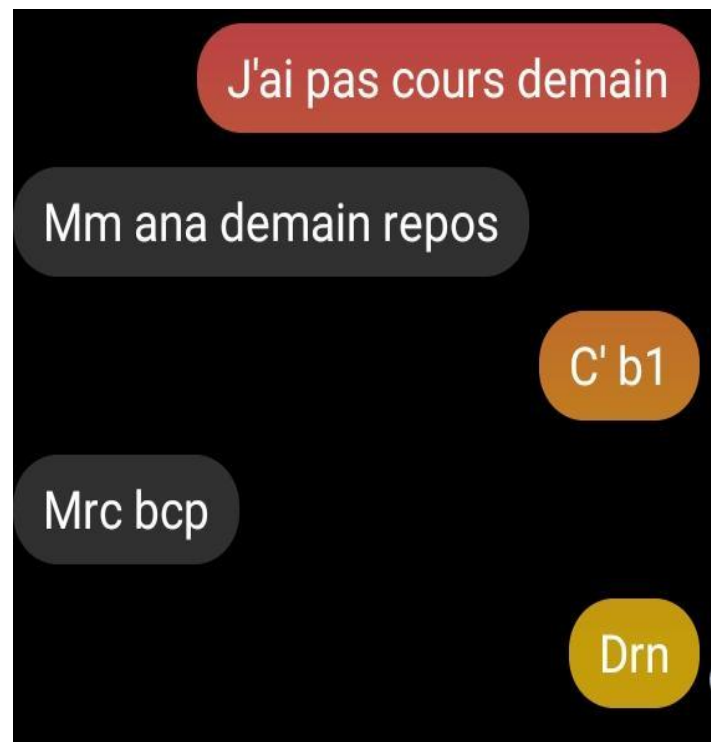 J'ai pas cours demain
Mm ana demain repos
C' b1
Mrc bcp
Drn